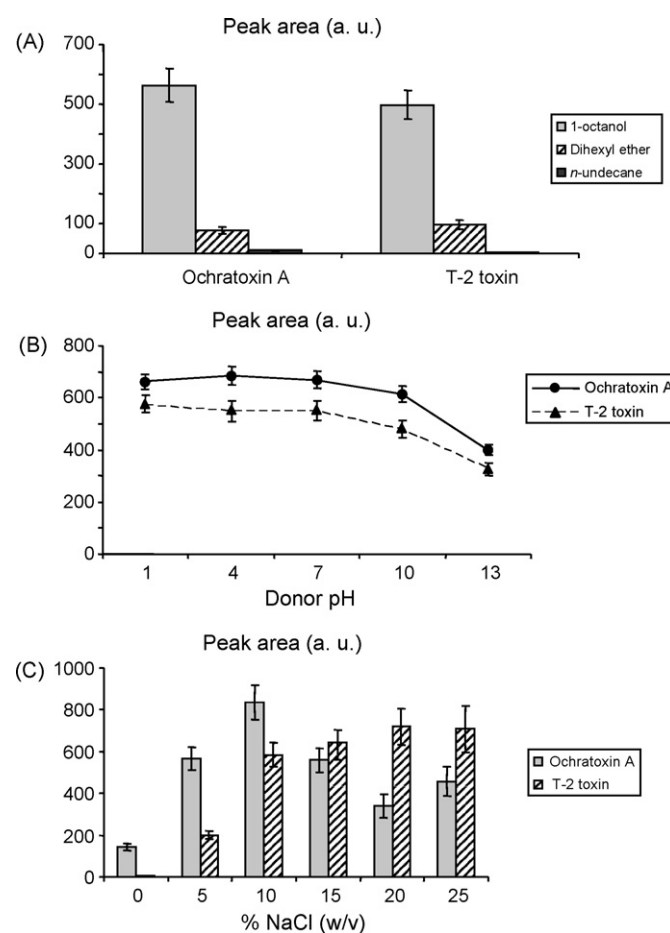 (A)
Peak area (a. u.)
700
500
300
100
0
Ochratoxin A T-2 toxin
1-octanol
Dihexyl ether
n-undecane
(B)
Peak area (a. u.)
800
600
400
200
0
1 4 7 10 13
Donor pH
Ochratoxin A
T-2 toxin
(C)
Peak area (a. u.)
1000
800
600
400
200
0
0 5 10 15 20 25
% NaCl (w/v)
Ochratoxin A
T-2 toxin